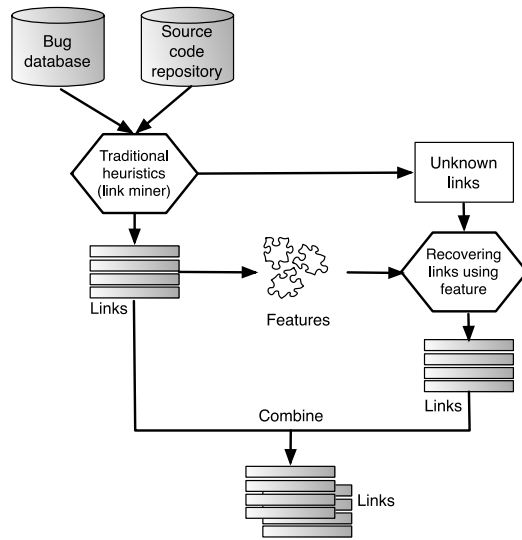 Bug
database
Source
code
repository
Traditional
heuristics
(link miner)
Unknown
links
Recovering
links using
feature
Links
Features
Links
Combine
Links